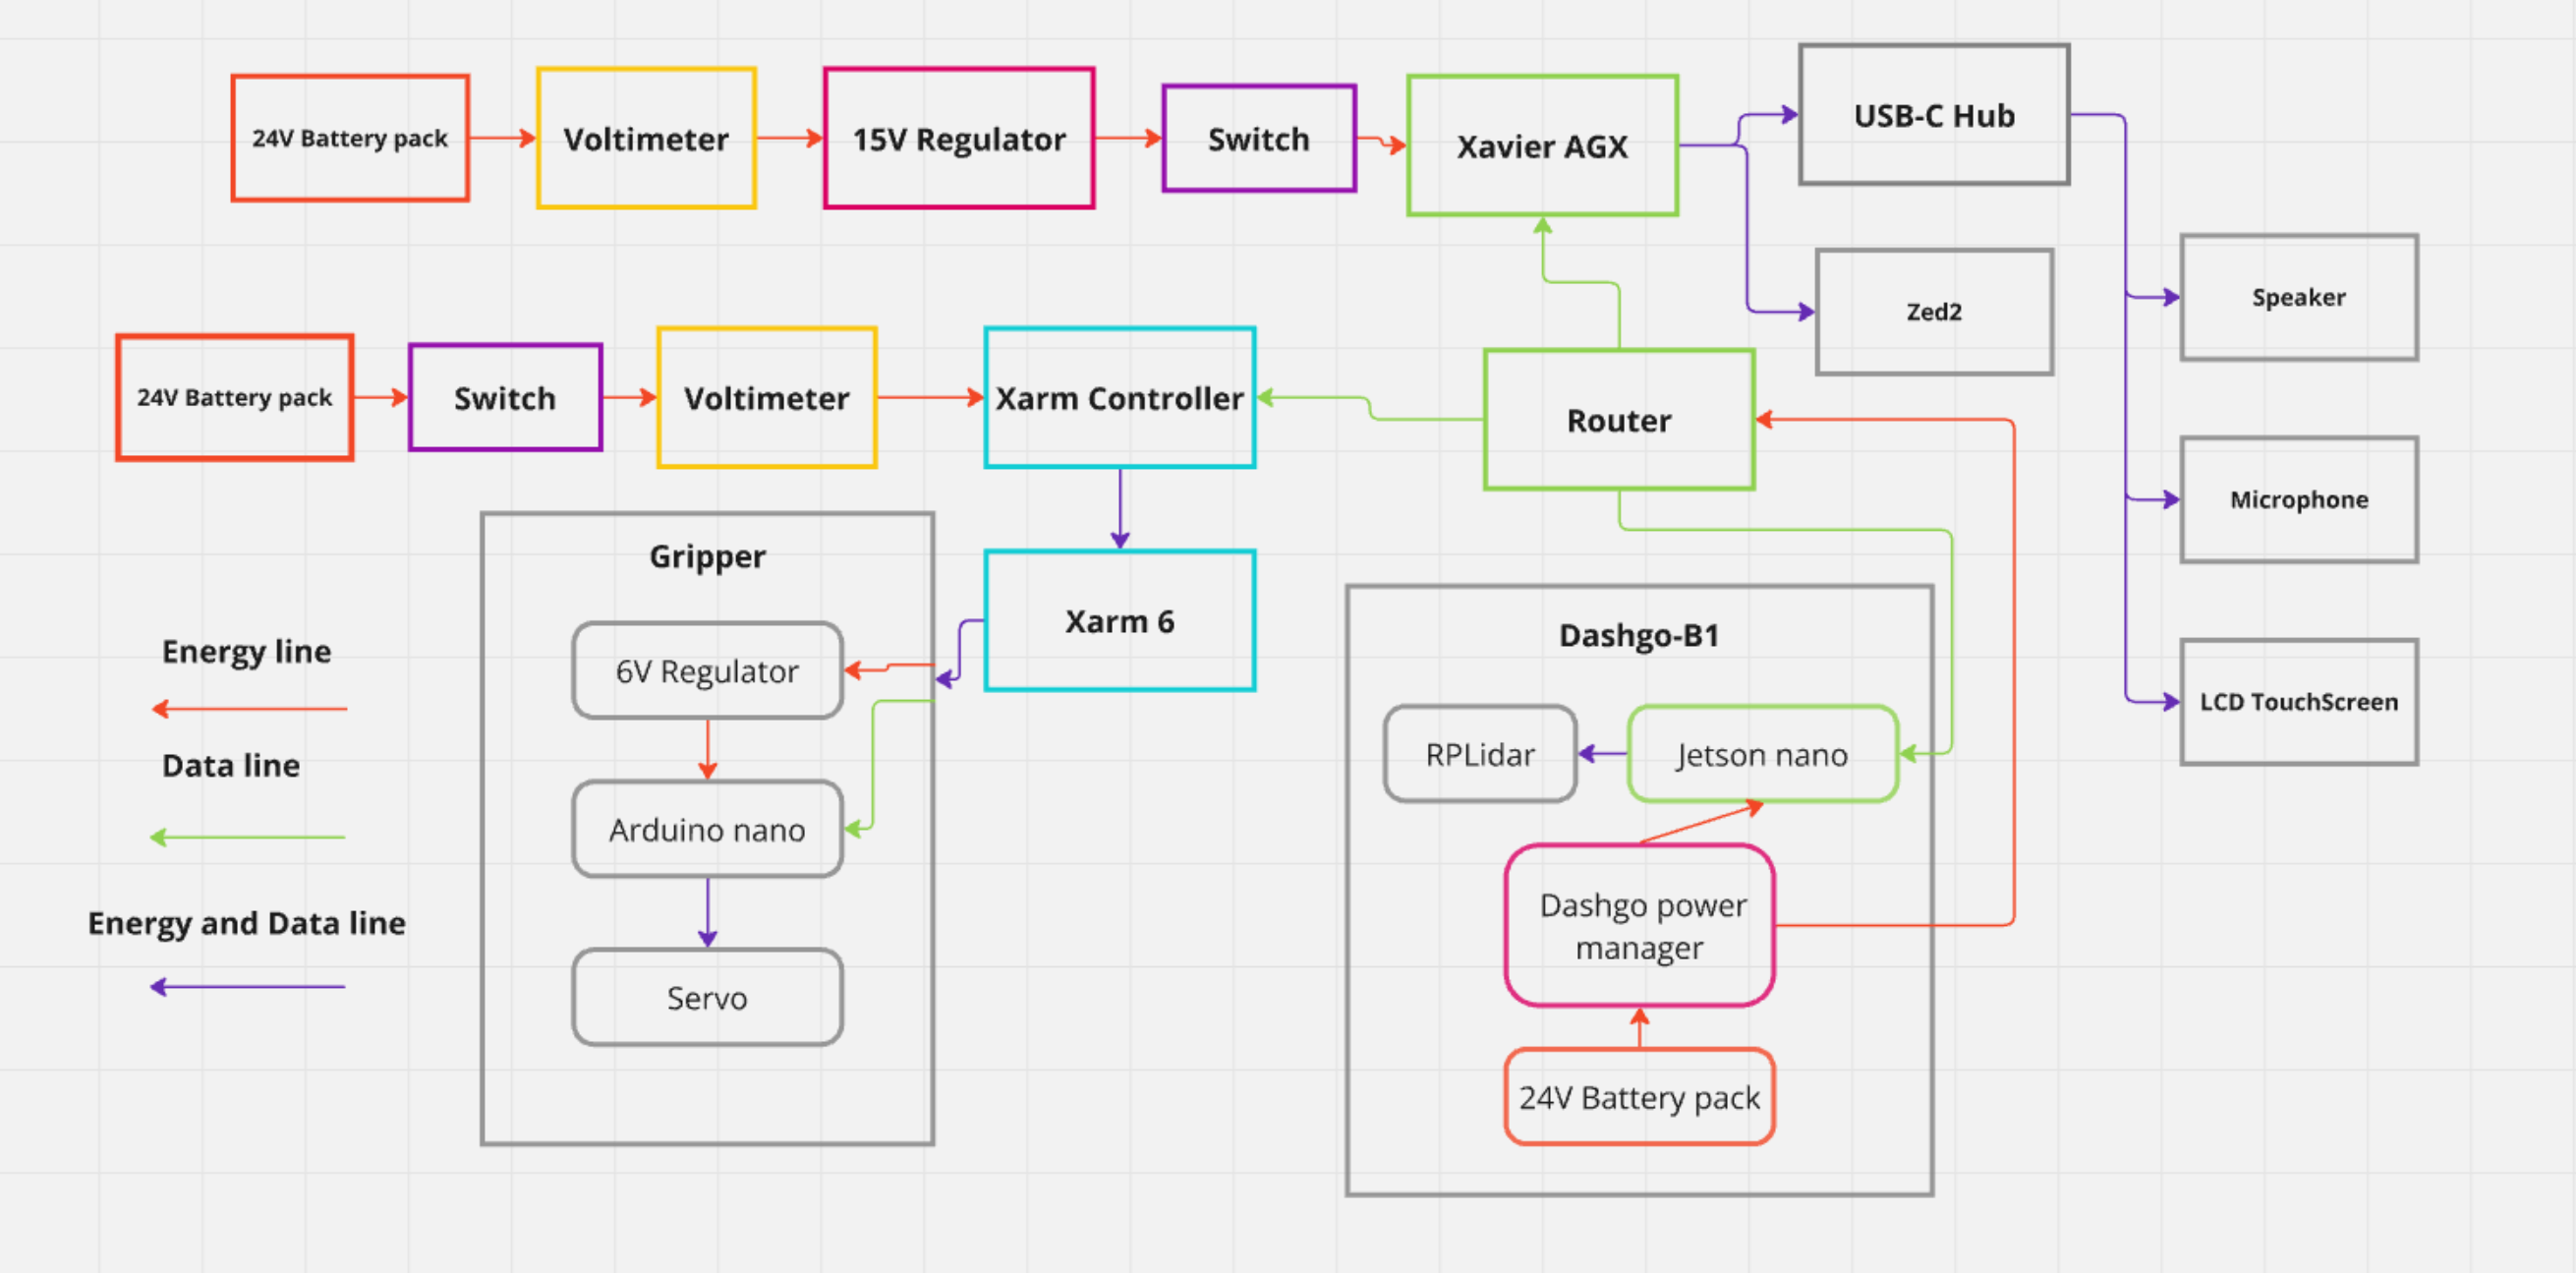 24V Battery pack
Voltimeter
15V Regulator
Switch
Xavier AGX
USB-C Hub
Speaker
Zed2
24V Battery pack
Switch
Voltimeter
Xarm Controller
Router
Microphone
Gripper
Xarm 6
Dashgo-B1
LCD TouchScreen
Energy line
6V Regulator
RPLidar
Jetson nano
Data line
Arduino nano
Dashgo power
manager
Energy and Data line
Servo
24V Battery pack